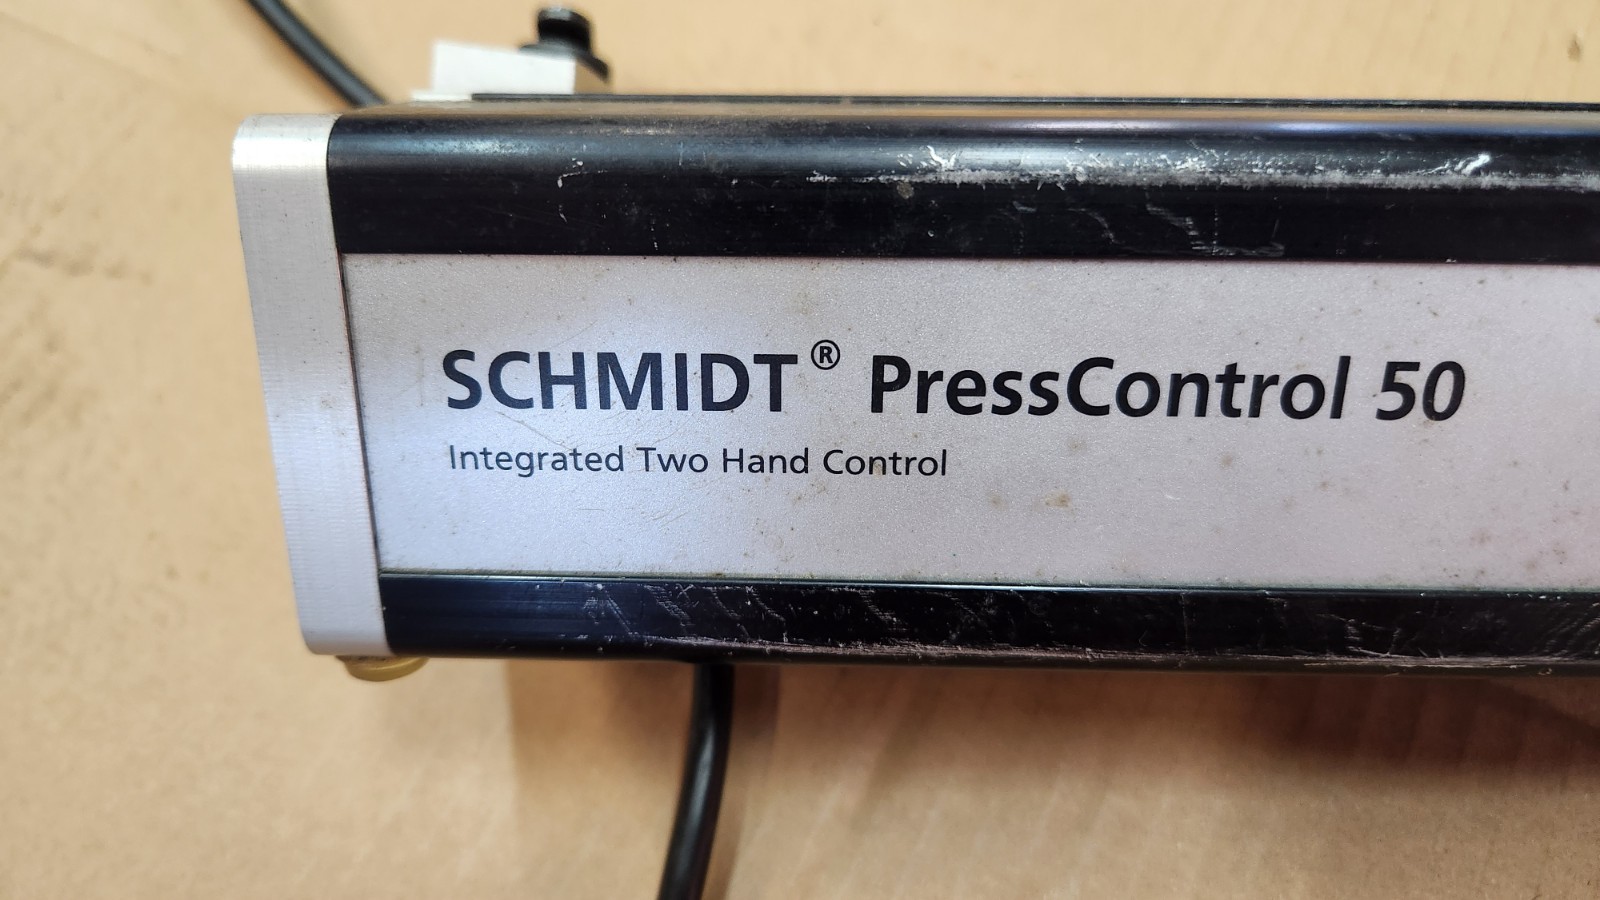 SCHMIDT® PressControl 50
Integrated Two Hand Control